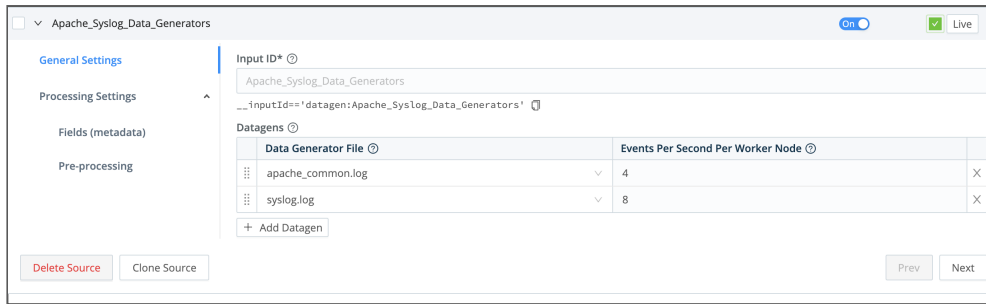 Apache_Syslog_Data_Generators On Live
General Settings
Processing Settings
Fields (metadata)
Pre-processing
Input ID*
Apache_Syslog_Data_Generators
__inputId=='datagen:Apache_Syslog_Data_Generators'
Datagens
Data Generator File Events Per Second Per Worker Node
apache_common.log 4
syslog.log 8
+ Add Datagen
Delete Source Clone Source Prev Next